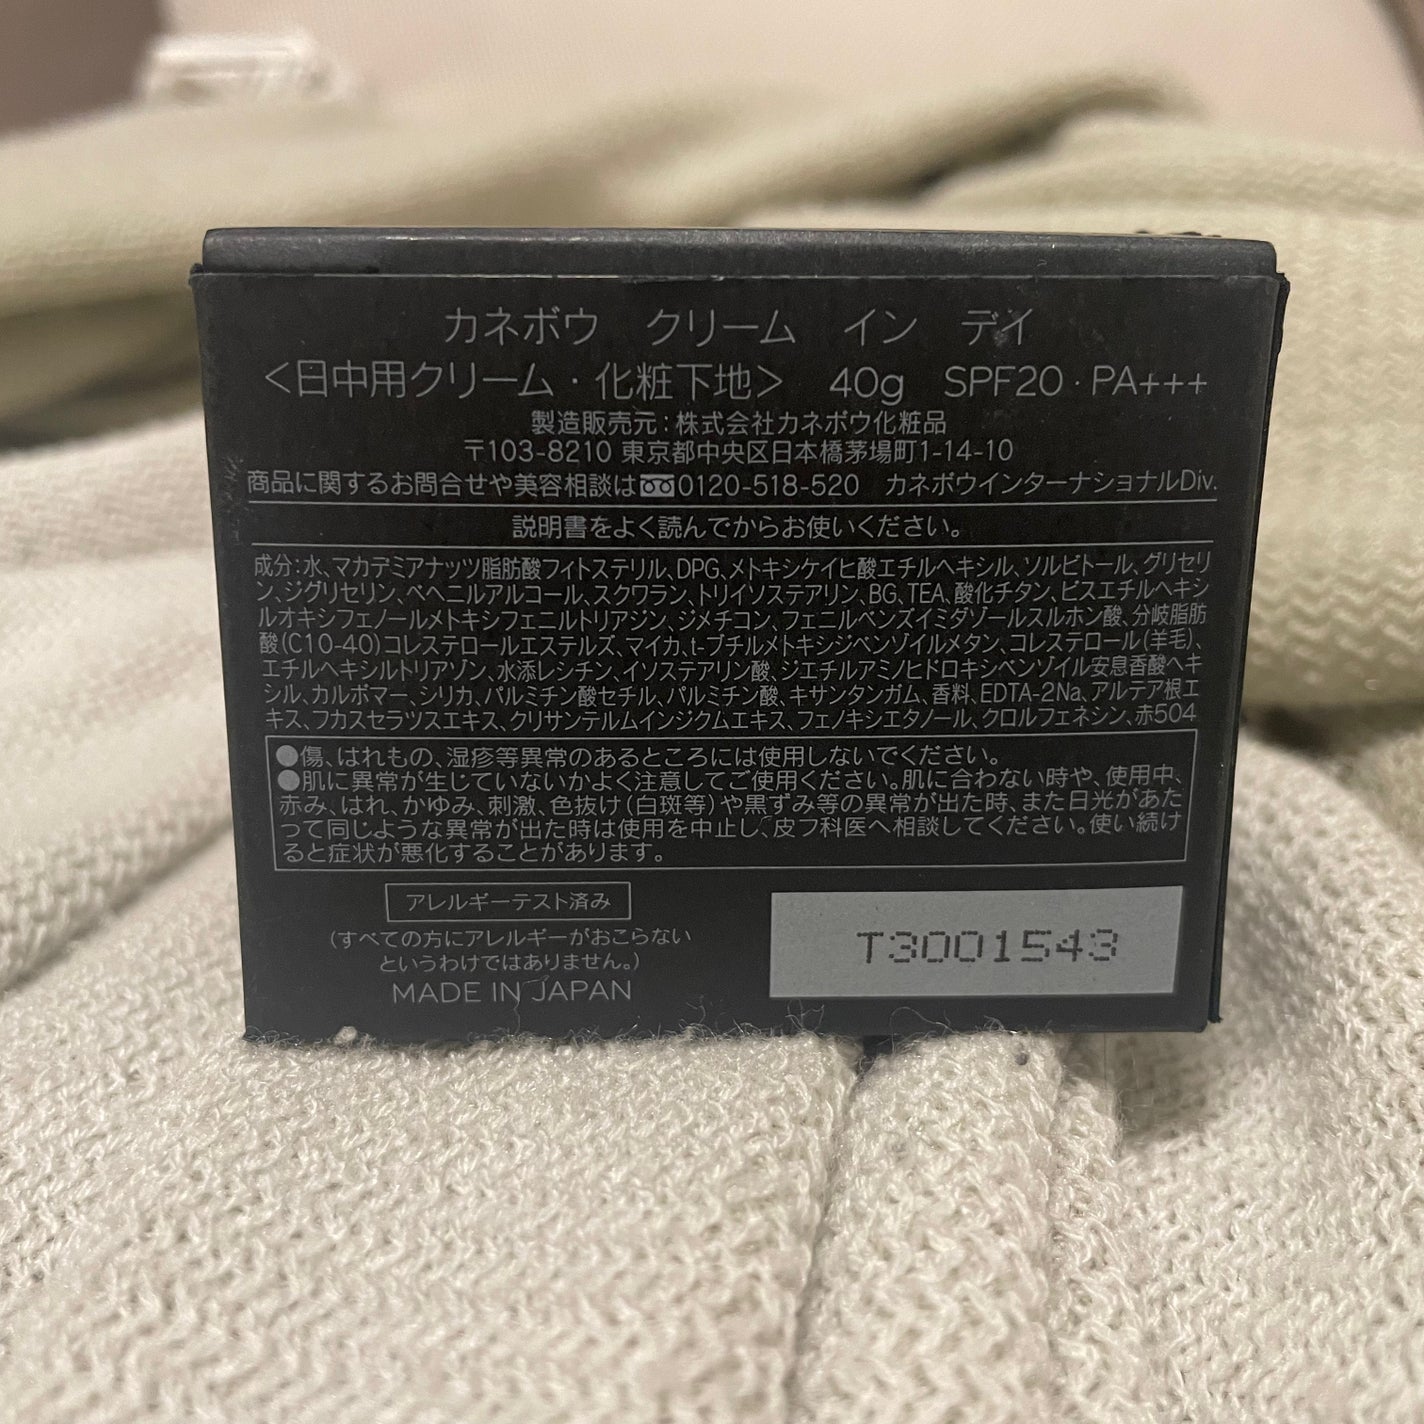 カネボウ クリーム イン デイ
<日中用クリーム・化粧下地> 40g SPF20・PA+++
製造販売元:株式会社カネボウ化粧品
〒103-8210 東京都中央区日本橋茅場町1-14-10
商品に関するお問合せや美容相談は 0120-518-520 カネボウインターナショナルDiv.
説明書をよく読んでからお使いください。
成分:水、マカデミアナッツ脂肪酸フィトステリル、DPG、メトキシケイヒ酸エチルヘキシル、ソルビトール、グリセリ
ン、ジグリセリン、ベヘニルアルコール、スクワラン、トリイソステアリン、BG、TEA、酸化チタン、ビスエチルヘキシ
ルオキシフェノールメトキシフェニルトリアジン、ジメチコン、フェニルベンズイミダゾールスルホン酸、分岐脂肪
酸(C10-40)コレステロールエステルズ、マイカ、t-ブチルメトキシジベンゾイルメタン、コレステロール(羊毛)、
エチルヘキシルトリアゾン、水添レシチン、イソステアリン酸、ジエチルアミノヒドロキシベンゾイル安息香酸ヘキ
シル、カルボマー、シリカ、パルミチン酸セチル、パルミチン酸、キサンタンガム、香料、EDTA-2Na、アルテア根エ
キス、フカスセラツスエキス、クリサンテルムインジクムエキス、フェノキシエタノール、クロルフェネシン、赤504
●傷、はれもの、湿疹等異常のあるところには使用しないでください。
●肌に異常が生じていないかよく注意してご使用ください。肌に合わない時や、使用中、
赤み、はれ、かゆみ、刺激、色抜け(白斑等)や黒ずみ等の異常が出た時、また日光があた
って同じような異常が出た時は使用を中止し、皮フ科医へ相談してください。使い続け
ると症状が悪化することがあります。
アレルギーテスト済み
(すべての方にアレルギーがおこらない
というわけではありません。)
MADE IN JAPAN
T3001543